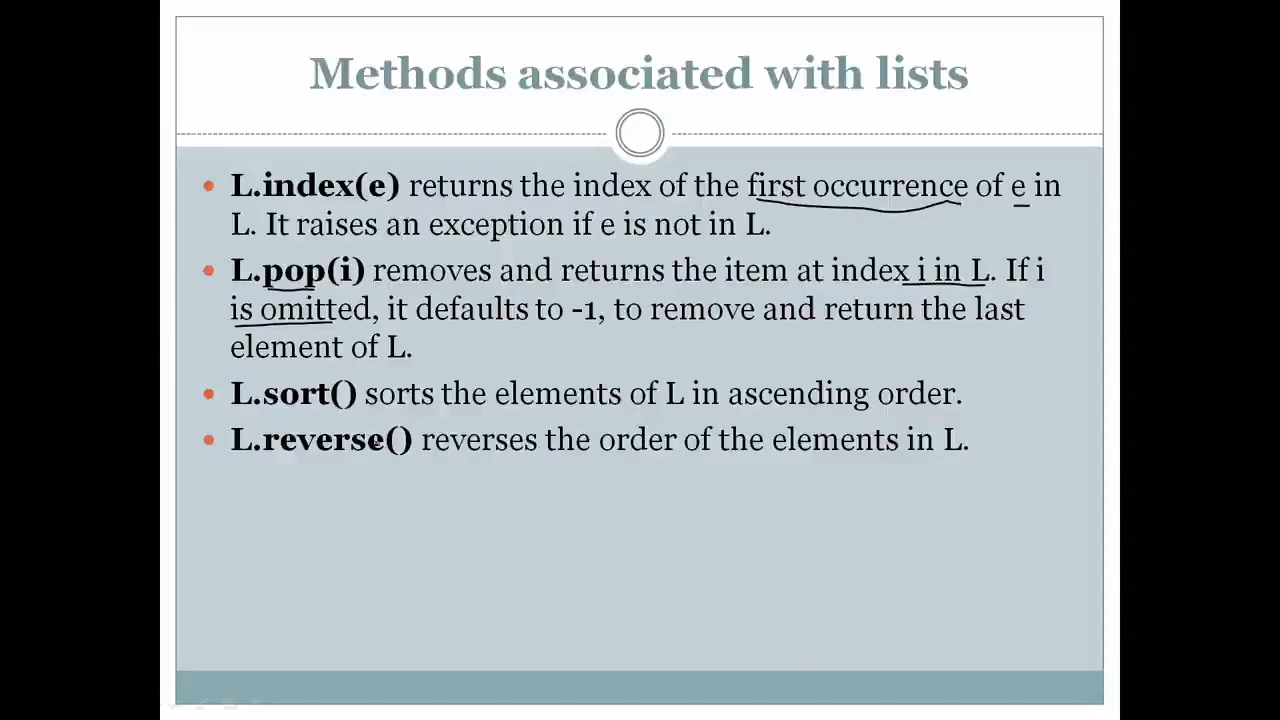 Methods associated with lists
• L.index(e) returns the index of the first occurrence of e in
L. It raises an exception if e is not in L.
• L.pop(i) removes and returns the item at index i in L. If i
is omitted, it defaults to -1, to remove and return the last
element of L.
• L.sort() sorts the elements of L in ascending order.
• L.reverse() reverses the order of the elements in L.